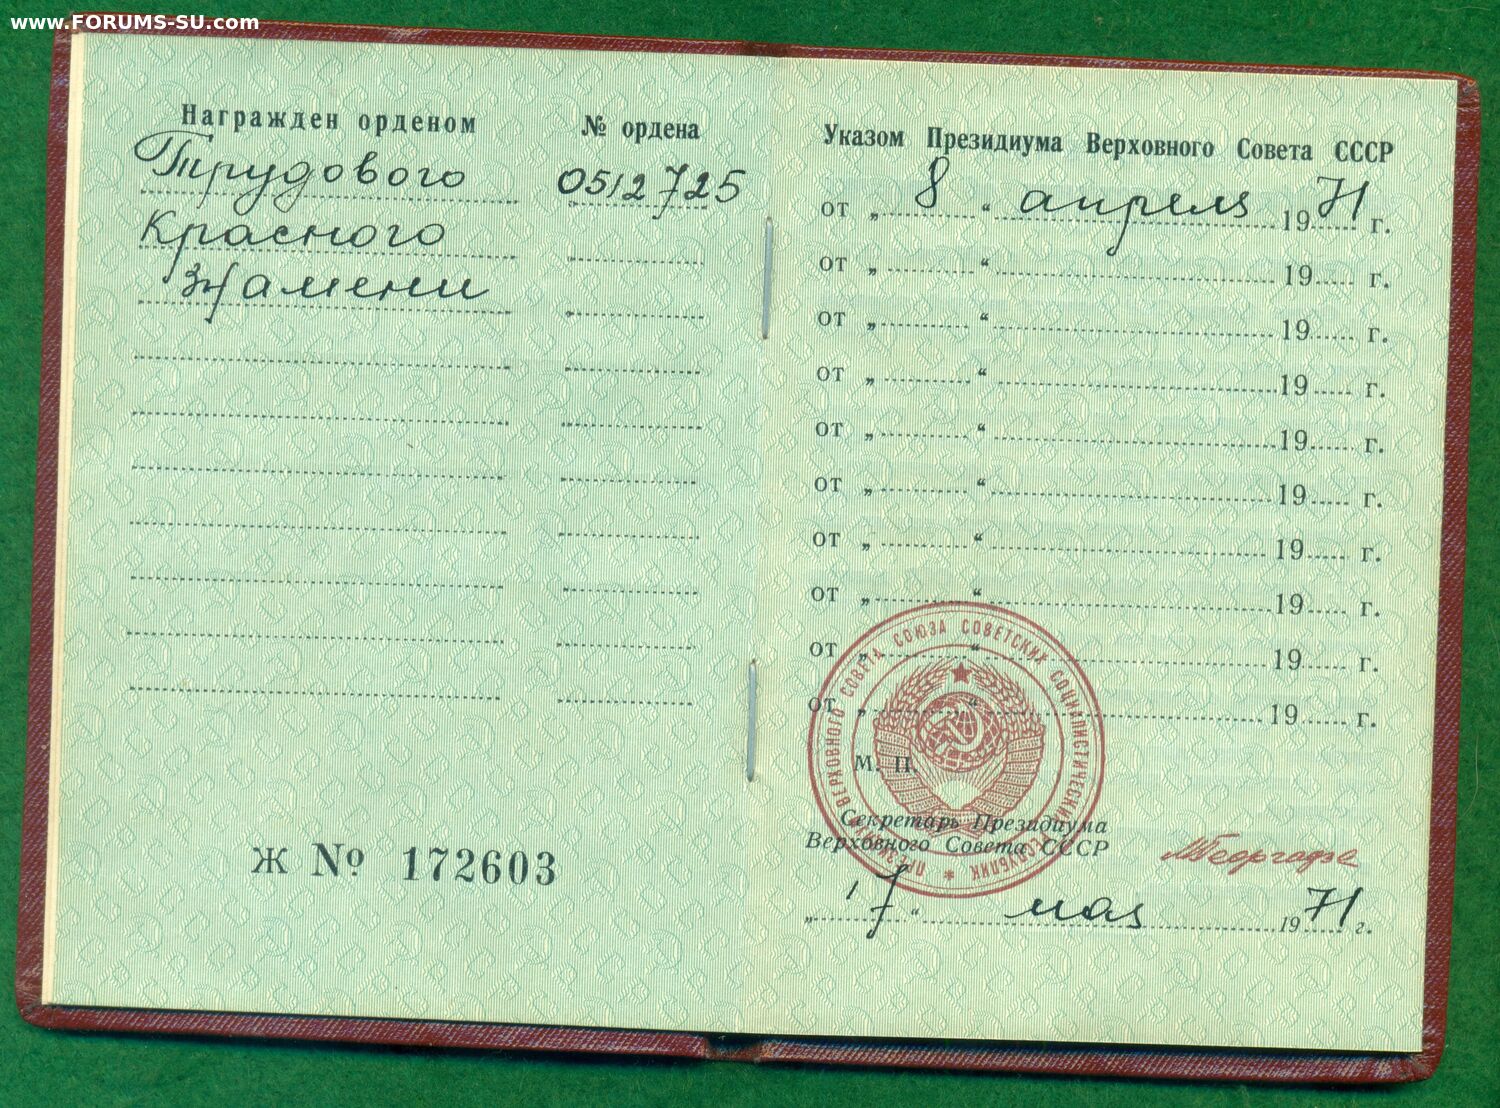 www.FORUMS-SU.com
Награжден орденом
Трудового
Красного
Знамени
№ ордена
0512725
Ж № 172603
Указом Президиума Верховного Совета СССР
от „ 8 “ апреля 1971 г.
от „ “ 19 г.
от „ “ 19 г.
от „ “ 19 г.
от „ “ 19 г.
от „ “ 19 г.
от „ “ 19 г.
от „ “ 19 г.
от „ “ 19 г.
от „ “ 19 г.
М. П.
ПРЕЗИДИУМ ВЕРХОВНОГО СОВЕТА СОЮЗА СОВЕТСКИХ СОЦИАЛИСТИЧЕСКИХ РЕСПУБЛИК
Секретарь Президиума
Верховного Совета СССР
МГеоргадзе
„ 17 “ мая 1971 г.